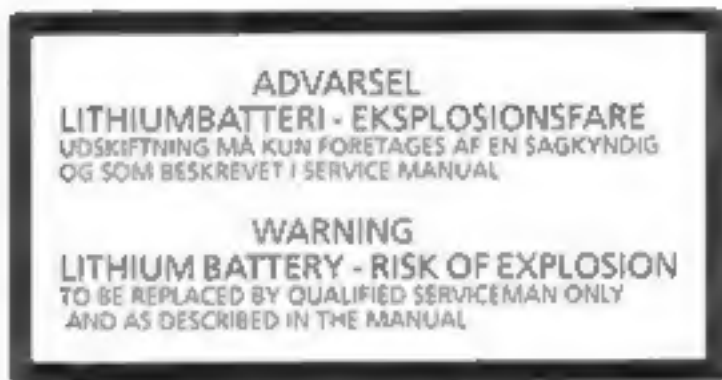 ADVARSEL
LITHIUMBATTERI - EKSPLOSIONSFARE
UDSKIFTNING MÅ KUN FORETAGES AF EN SAGKYNDIG
OG SOM BESKREVET I SERVICE MANUAL
WARNING
LITHIUM BATTERY - RISK OF EXPLOSION
TO BE REPLACED BY QUALIFIED SERVICEMAN ONLY
AND AS DESCRIBED IN THE MANUAL